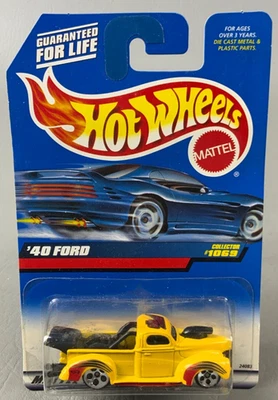 GUARANTEED
FOR LIFE
FOR AGES
OVER 3 YEARS.
DIE CAST METAL &
PLASTIC PARTS.
HOT WHEELS
MATTEL
®
'40 FORD
COLLECTOR
#1069
24082